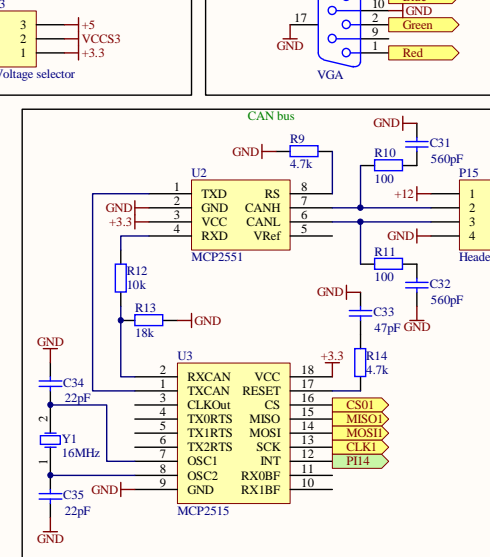 3
3
2
1
+5
VCCS3
+3.3
Voltage selector
17
GND
10
GND
2
Green
9
1
Red
VGA
CAN bus
GND
R9
4.7k
GND
C31
560pF
R10
100
U2
1
2
3
4
TXD
GND
VCC
RXD
RS
CANH
CANL
VRef
8
7
6
5
GND
+3.3
MCP2551
+12
GND
P15
1
2
3
4
Heade
R11
100
C32
560pF
GND
R12
10k
R13
18k
GND
GND
C33
47pF
R14
4.7k
+3.3
U3
2
1
3
4
5
6
7
8
9
RXCAN
TXCAN
CLKOut
TX0RTS
TX1RTS
TX2RTS
OSC1
OSC2
GND
VCC
RESET
CS
MISO
MOSI
SCK
INT
RX0BF
RX1BF
18
17
16
15
14
13
12
11
10
CS01
MISO1
MOSI1
CLK1
PI14
MCP2515
GND
C34
22pF
2
Y1
16MHz
1
C35
22pF
GND
GND